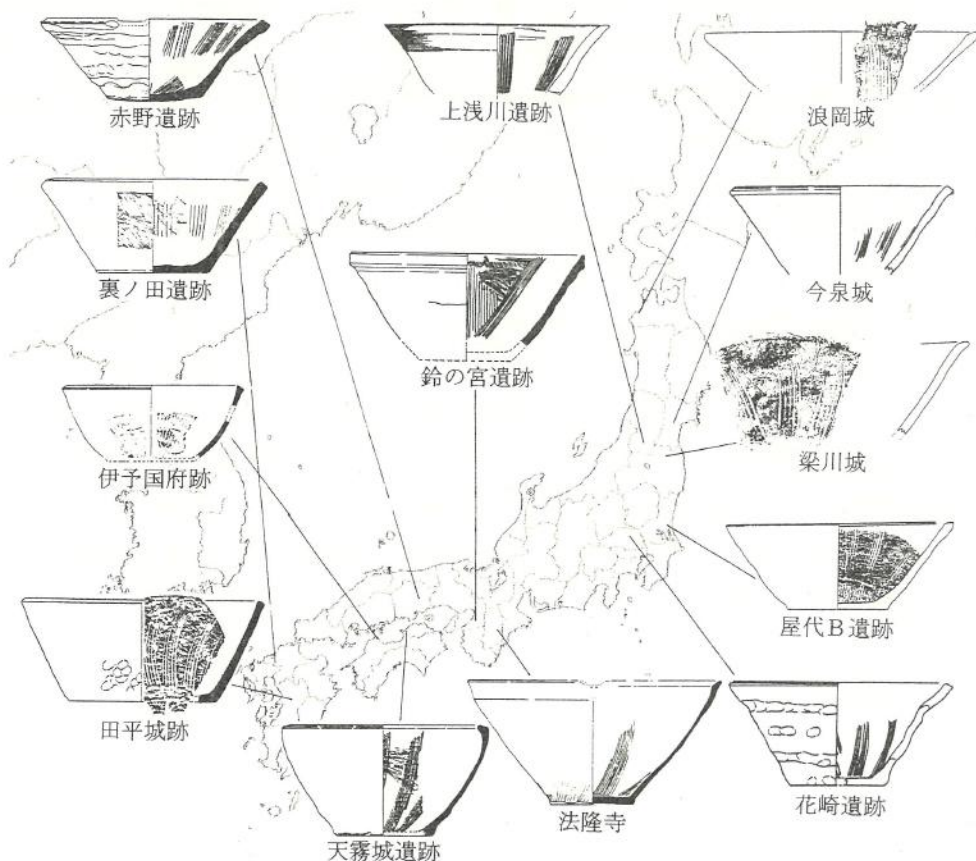 赤野遺跡
上浅川遺跡
浪岡城
裏ノ田遺跡
今泉城
鈴の宮遺跡
梁川城
伊予国府跡
屋代B遺跡
田平城跡
花崎遺跡
法隆寺
天霧城遺跡